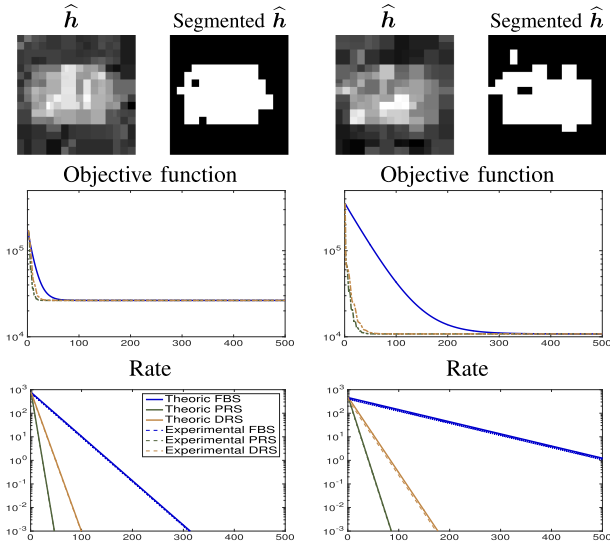 ĥ Segmented ĥ ĥ Segmented ĥ
Objective function Objective function
10^5
10^4
0 100 200 300 400 500
10^5
10^4
0 100 200 300 400 500
Rate Rate
10^3
10^2
10^1
10^0
10^-1
10^-2
10^-3
0 100 200 300 400 500
Theoric FBS
Theoric PRS
Theoric DRS
Experimental FBS
Experimental PRS
Experimental DRS
10^3
10^2
10^1
10^0
10^-1
10^-2
10^-3
0 100 200 300 400 500